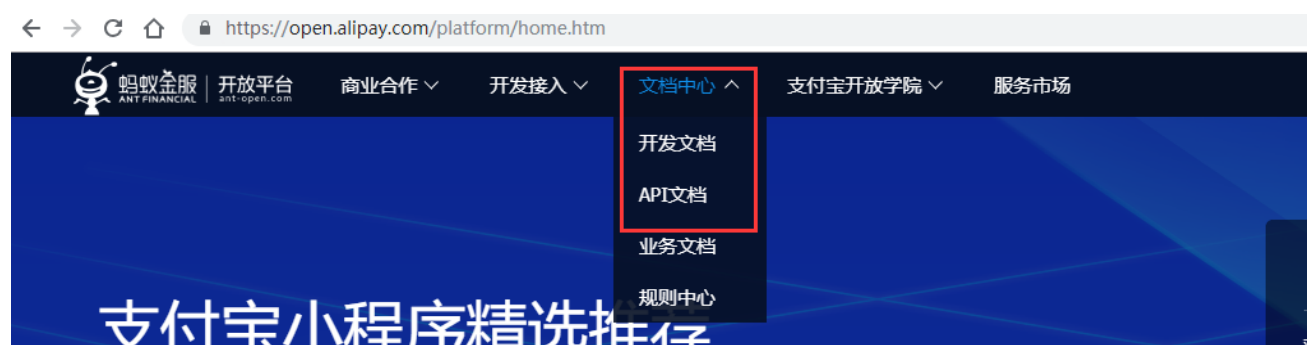 https://open.alipay.com/platform/home.htm
蚂蚁金服 开放平台 商业合作 开发接入 文档中心 支付宝开放学院 服务市场
ANT FINANCIAL ant-open.com
开发文档
API文档
业务文档
规则中心
支付宝小程序精选推荐